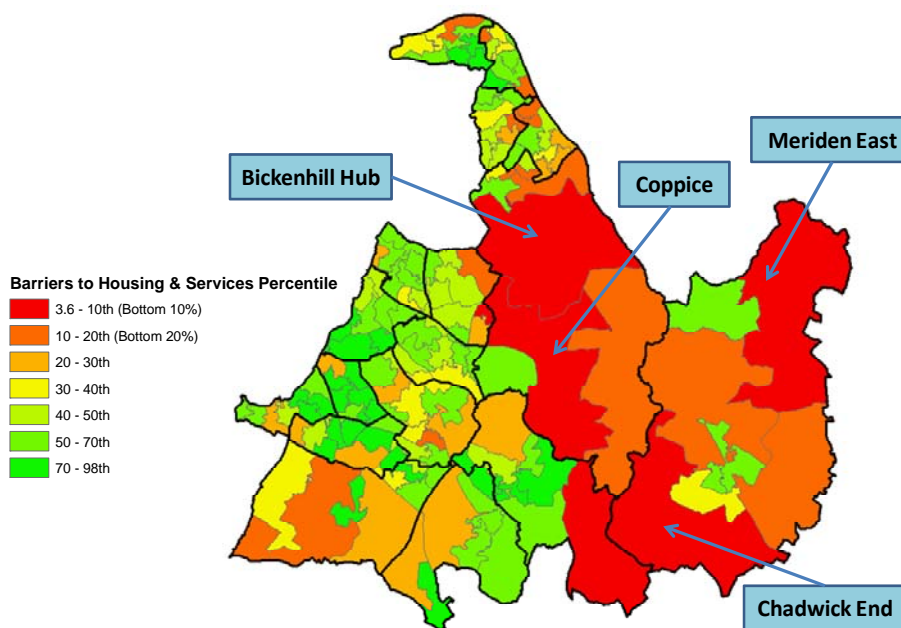 Meriden East
Bickenhill Hub
Coppice
Barriers to Housing & Services Percentile
3.6 - 10th (Bottom 10%)
10 - 20th (Bottom 20%)
20 - 30th
30 - 40th
40 - 50th
50 - 70th
70 - 98th
Chadwick End